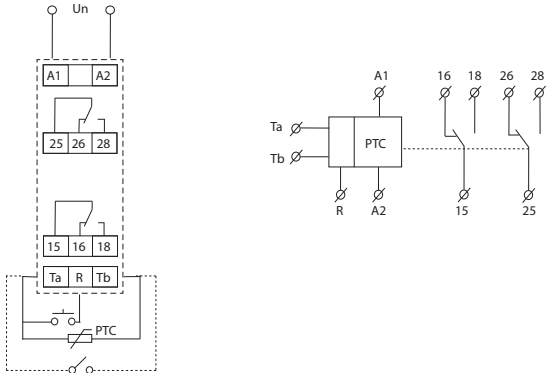 Un
A1 A2
25 26 28
15 16 18
Ta R Tb
PTC
A1 16 18 26 28
Ta
PTC
Tb
R A2 15 25